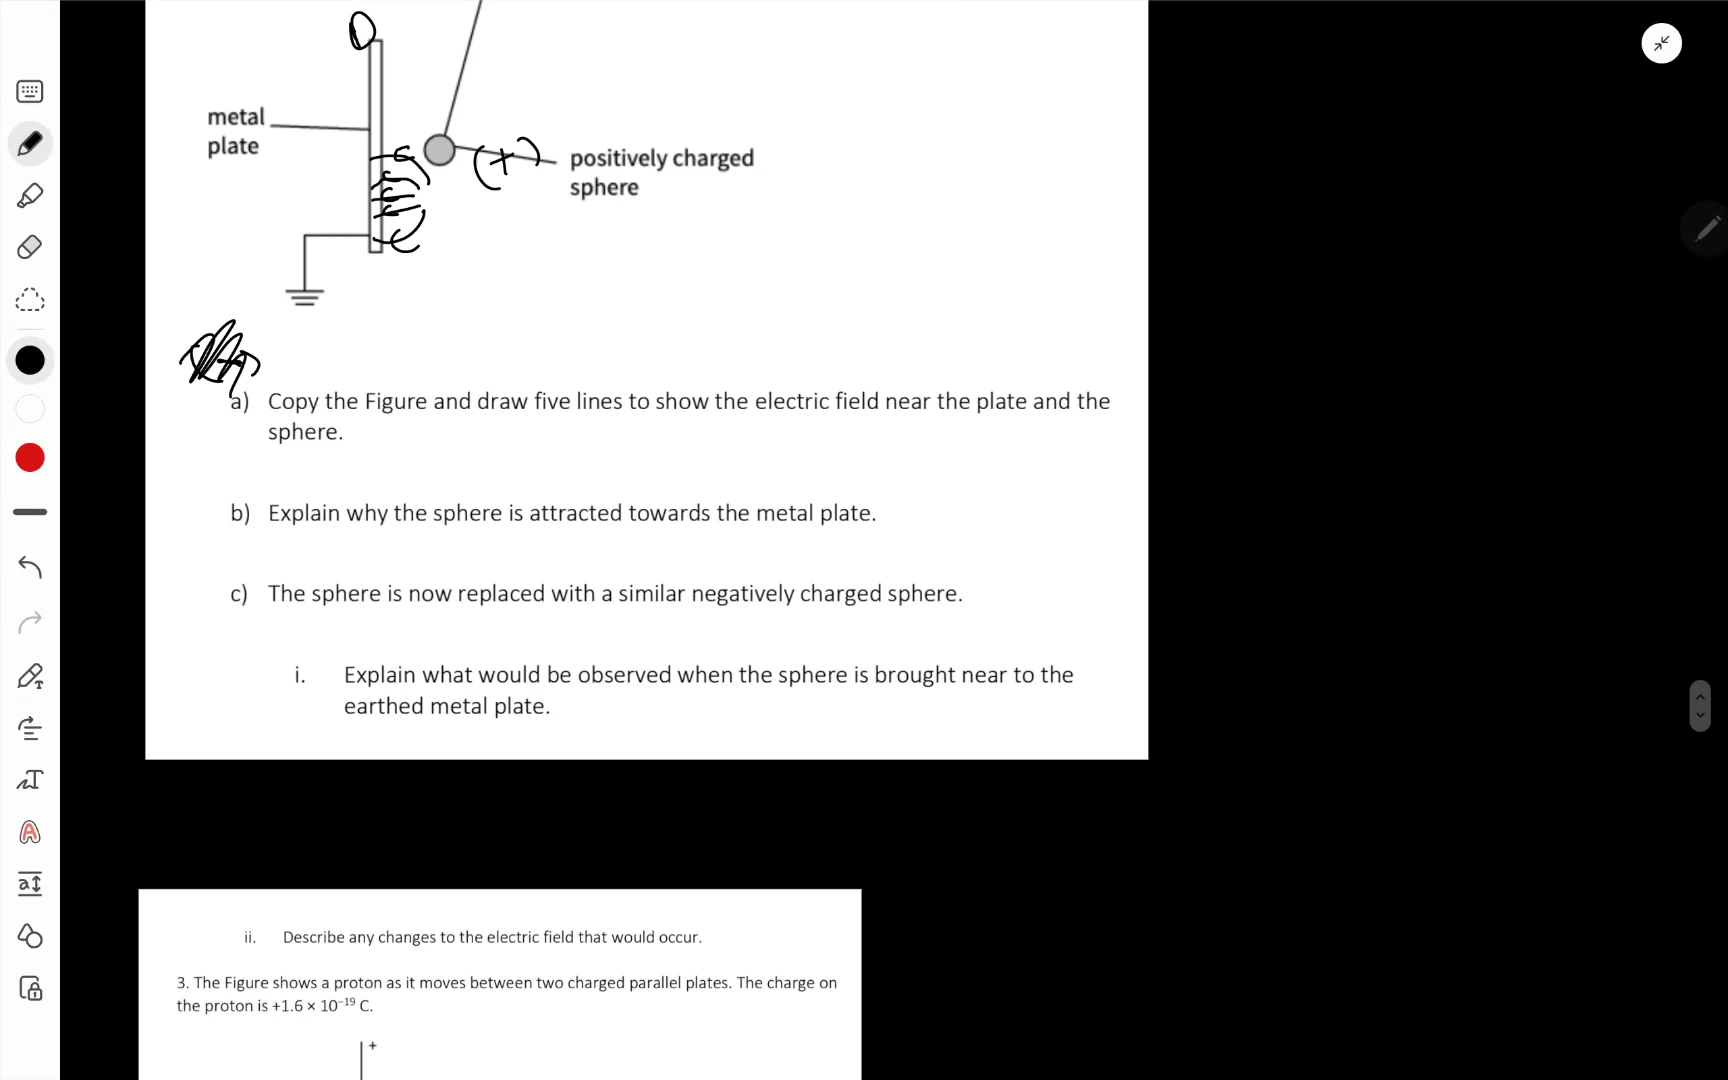 metal
plate
(+)
positively charged
sphere
a) Copy the Figure and draw five lines to show the electric field near the plate and the
sphere.
b) Explain why the sphere is attracted towards the metal plate.
c) The sphere is now replaced with a similar negatively charged sphere.
i. Explain what would be observed when the sphere is brought near to the
earthed metal plate.
ii. Describe any changes to the electric field that would occur.
3. The Figure shows a proton as it moves between two charged parallel plates. The charge on
the proton is +1.6 × 10⁻¹⁹ C.
+